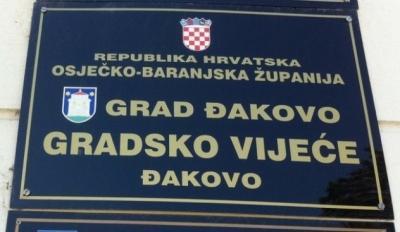 REPUBLIKA HRVATSKA
OSJEČKO-BARANJSKA ŽUPANIJA
GRAD ĐAKOVO
GRADSKO VIJEĆE
ĐAKOVO